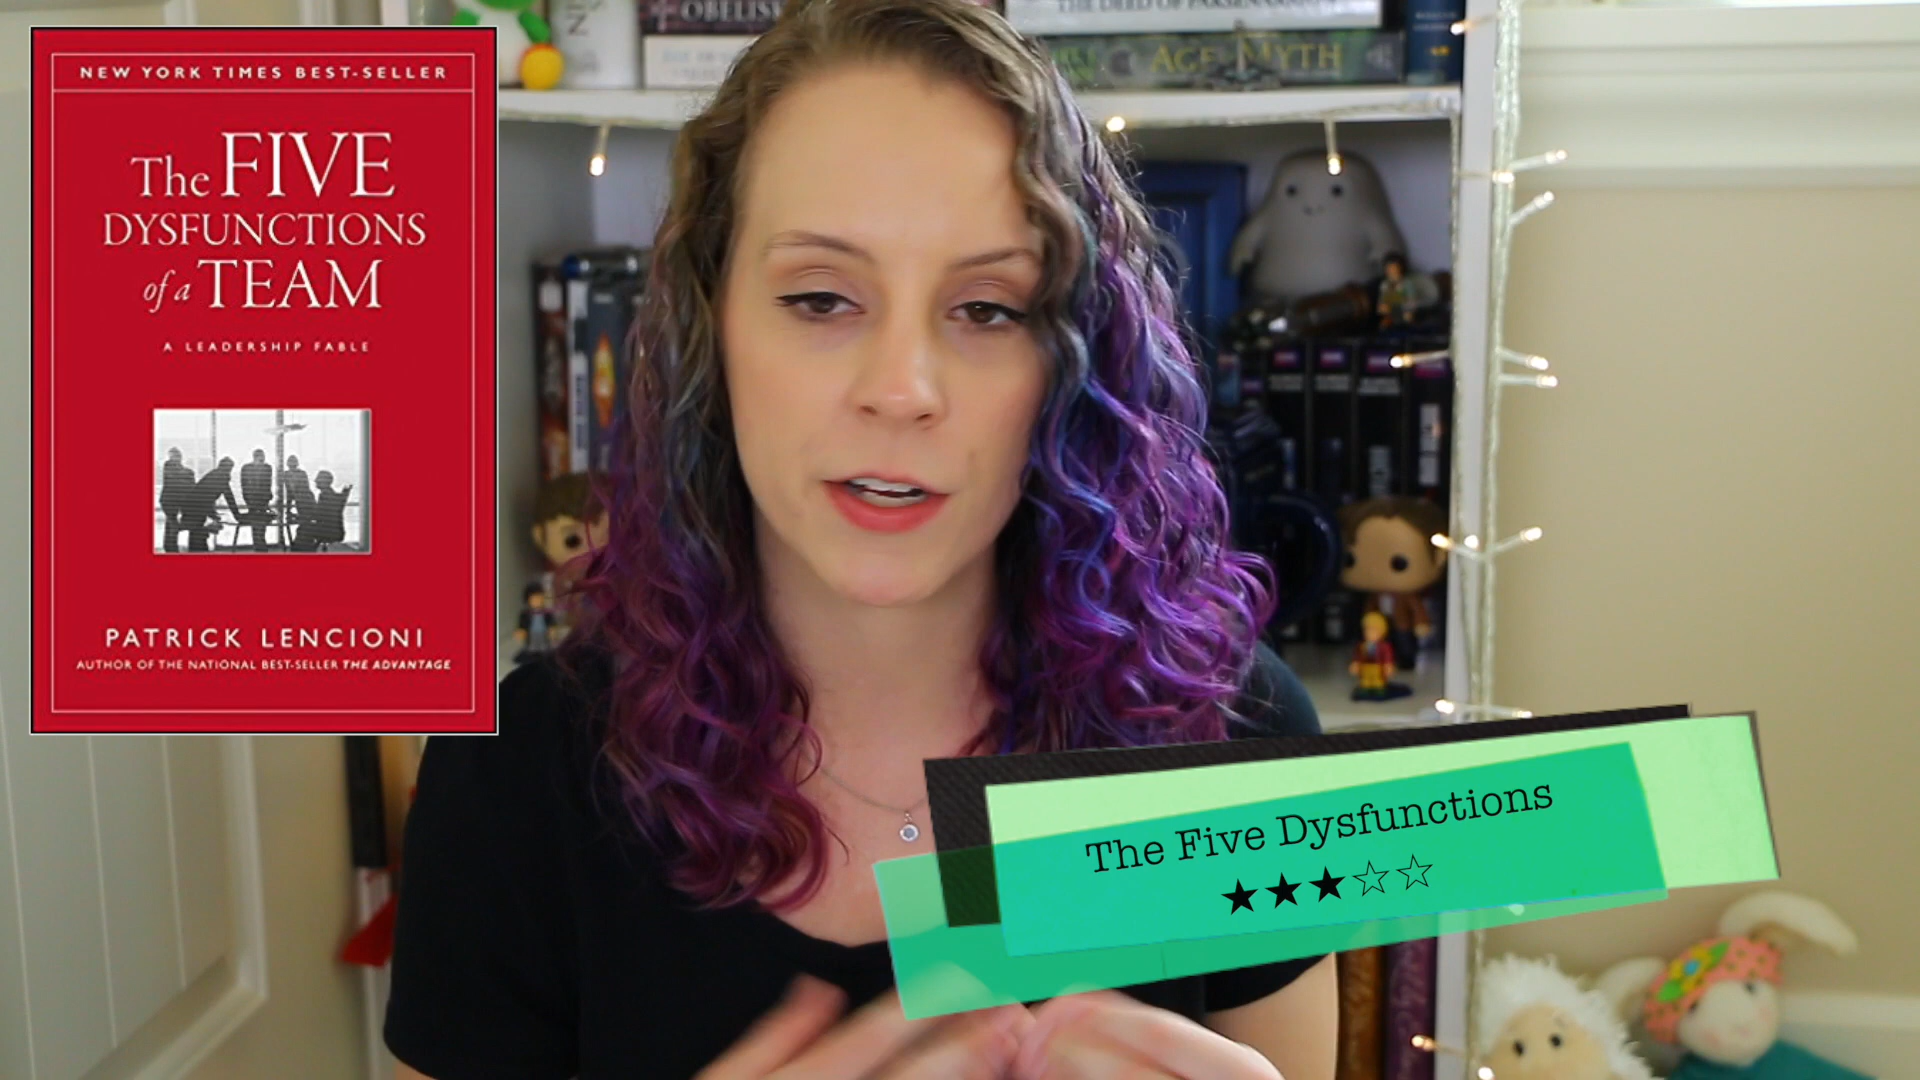 NEW YORK TIMES BEST-SELLER
The FIVE
DYSFUNCTIONS
of a TEAM
A LEADERSHIP FABLE
PATRICK LENCIONI
AUTHOR OF THE NATIONAL BEST-SELLER THE ADVANTAGE
AGE MYTH
The Five Dysfunctions
★★★☆☆